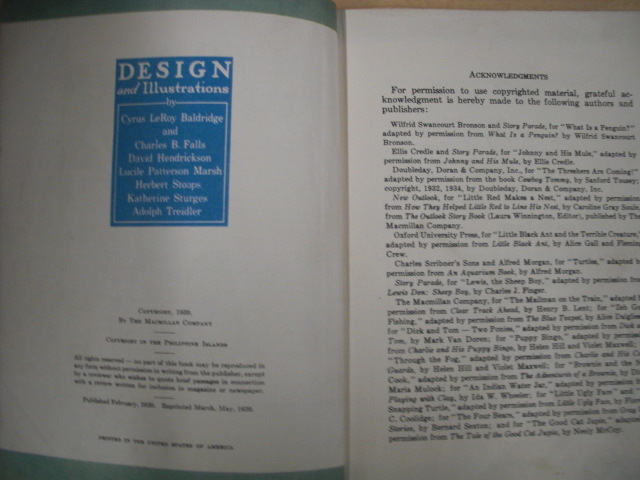 DESIGN
and Illustrations
by
Cyrus LeRoy Baldridge
and
Charles B. Falls
David Hendrickson
Lucile Patterson Marsh
Herbert Stoops
Katherine Sturges
Adolph Treidler
Copyright, 1939,
By The Macmillan Company
Copyright in the Philippine Islands
All rights reserved — no part of this book may be reproduced in
any form without permission in writing from the publisher, except
by a reviewer who wishes to quote brief passages in connection
with a review written for inclusion in magazine or newspaper.
Published February, 1939. Reprinted March, May, 1939.
PRINTED IN THE UNITED STATES OF AMERICA
Acknowledgments
For permission to use copyrighted material, grateful ac-
knowledgment is hereby made to the following authors and
publishers:
Wilfrid Swancourt Bronson and Story Parade, for "What Is a Penguin?"
adapted by permission from What Is a Penguin? by Wilfrid Swancourt
Bronson.
Ellis Credle and Story Parade, for "Johnny and His Mule," adapted by
permission from Johnny and His Mule, by Ellis Credle.
Doubleday, Doran & Company, Inc., for "The Threshers Are Coming!"
adapted by permission from the book Cowboy Tommy, by Sanford Tousey;
copyright, 1932, 1934, by Doubleday, Doran & Company, Inc.
New Outlook, for "Little Red Makes a Nest," adapted by permission
from How They Helped Little Red to Line His Nest, by Caroline Gray Soule,
from The Outlook Story Book (Laura Winnington, Editor), published by The
Macmillan Company.
Oxford University Press, for "Little Black Ant and the Terrible Creature,"
adapted by permission from Little Black Ant, by Alice Gall and Fleming
Crew.
Charles Scribner's Sons and Alfred Morgan, for "Turtles," adapted by
permission from An Aquarium Book, by Alfred Morgan.
Story Parade, for "Lewis, the Sheep Boy," adapted by permission from
Lewis Den: Sheep Boy, by Charles J. Finger.
The Macmillan Company, for "The Mailman on the Train," adapted by
permission from Clear Track Ahead, by Henry B. Lent; for
Fishing," adapted by permission from The Blue Teapot, by Alice Dalgliesh;
for "Dirk and Tom — Two Ponies," adapted by permission from
Tom, by Mark Van Doren; for "Puppy Bingo," adapted by permission
from Charlie and His Puppy Bingo, by Helen Hill and Violet Maxwell; for
"Through the Fog," adapted by permission from Charlie and His
Guards, by Helen Hill and Violet Maxwell; for "Brownie and the
Cook," adapted by permission from The Adventures of a Brownie, by
Maria Mulock; for "An Indian Water Jar," adapted by permission from
Playing with Clay, by Ida W. Wheeler; for "Little Ugly Face and
Snapping Turtle," adapted by permission from Little Ugly Face, by
C. Coolidge; for "The Four Bears," adapted by permission from
Stories, by Bernard Sexton; and for "The Good Cat Jupie," adapted by
permission from The Tale of the Good Cat Jupie, by Neely McCoy.